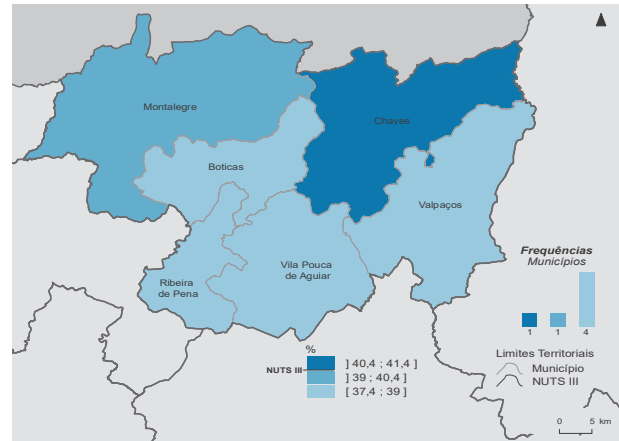 Montalegre
Chaves
Boticas
Valpaços
Vila Pouca
de Aguiar
Ribeira
de Pena
Frequências
Municípios
1 1 4
%
NUTS III
] 40,4 ; 41,4 ]
] 39 ; 40,4 ]
[ 37,4 ; 39 ]
Limites Territoriais
Município
NUTS III
0 5 km